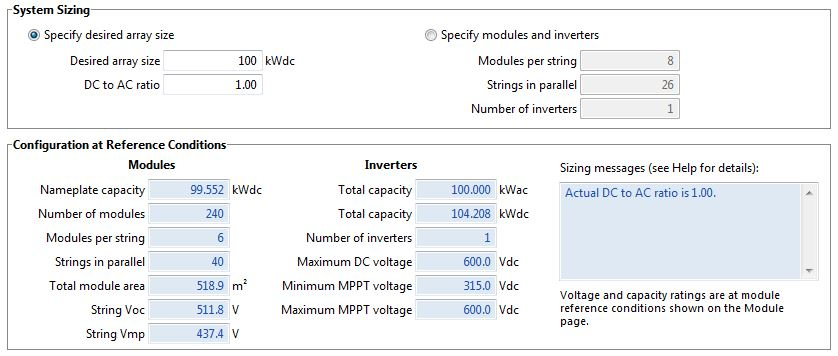 System Sizing
Specify desired array size
Desired array size 100 kWdc
DC to AC ratio 1.00
Specify modules and inverters
Modules per string 8
Strings in parallel 26
Number of inverters 1
Configuration at Reference Conditions
Modules
Nameplate capacity 99.552 kWdc
Number of modules 240
Modules per string 6
Strings in parallel 40
Total module area 518.9 m²
String Voc 511.8 V
String Vmp 437.4 V
Inverters
Total capacity 100.000 kWac
Total capacity 104.208 kWdc
Number of inverters 1
Maximum DC voltage 600.0 Vdc
Minimum MPPT voltage 315.0 Vdc
Maximum MPPT voltage 600.0 Vdc
Sizing messages (see Help for details):
Actual DC to AC ratio is 1.00.
Voltage and capacity ratings are at module
reference conditions shown on the Module
page.